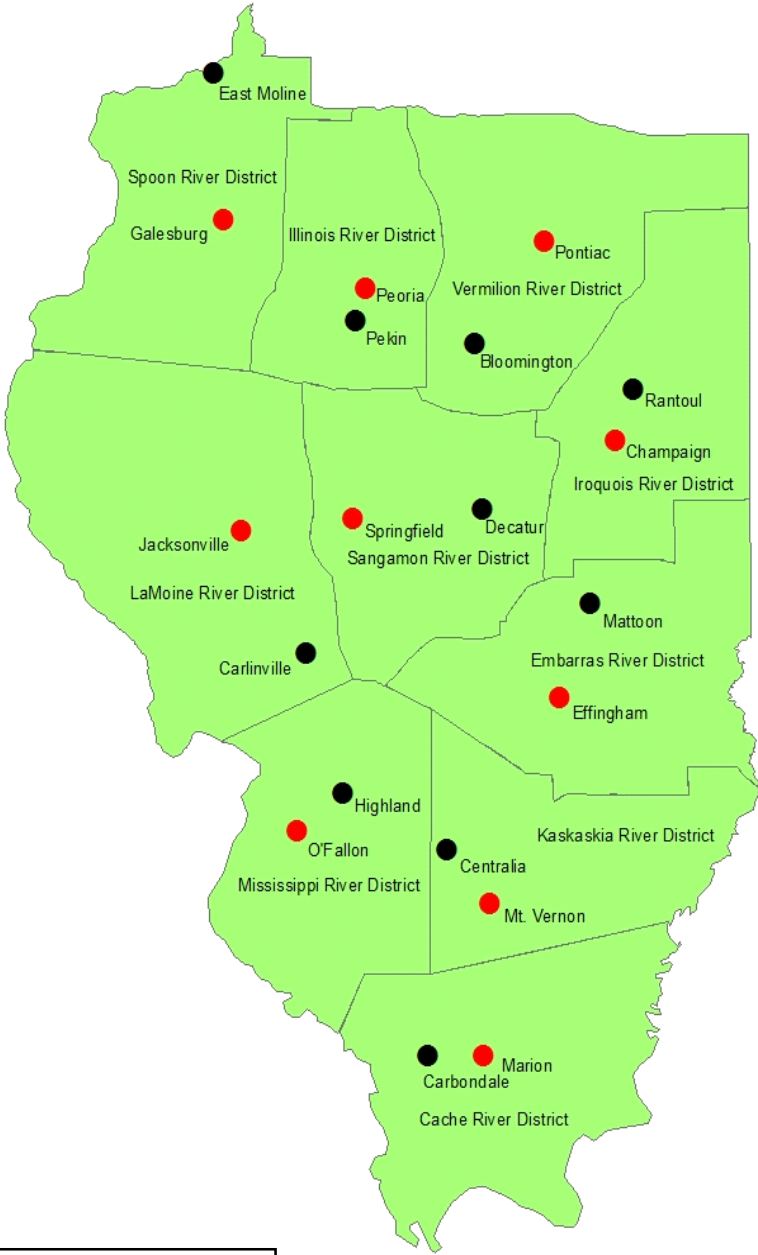 East Moline
Spoon River District
Galesburg
Illinois River District
Peoria
Pekin
Pontiac
Vermilion River District
Bloomington
Rantoul
Champaign
Iroquois River District
Jacksonville
LaMoine River District
Carlinville
Springfield
Decatur
Sangamon River District
Mattoon
Embarras River District
Effingham
Highland
O'Fallon
Mississippi River District
Kaskaskia River District
Centralia
Mt. Vernon
Marion
Carbondale
Cache River District